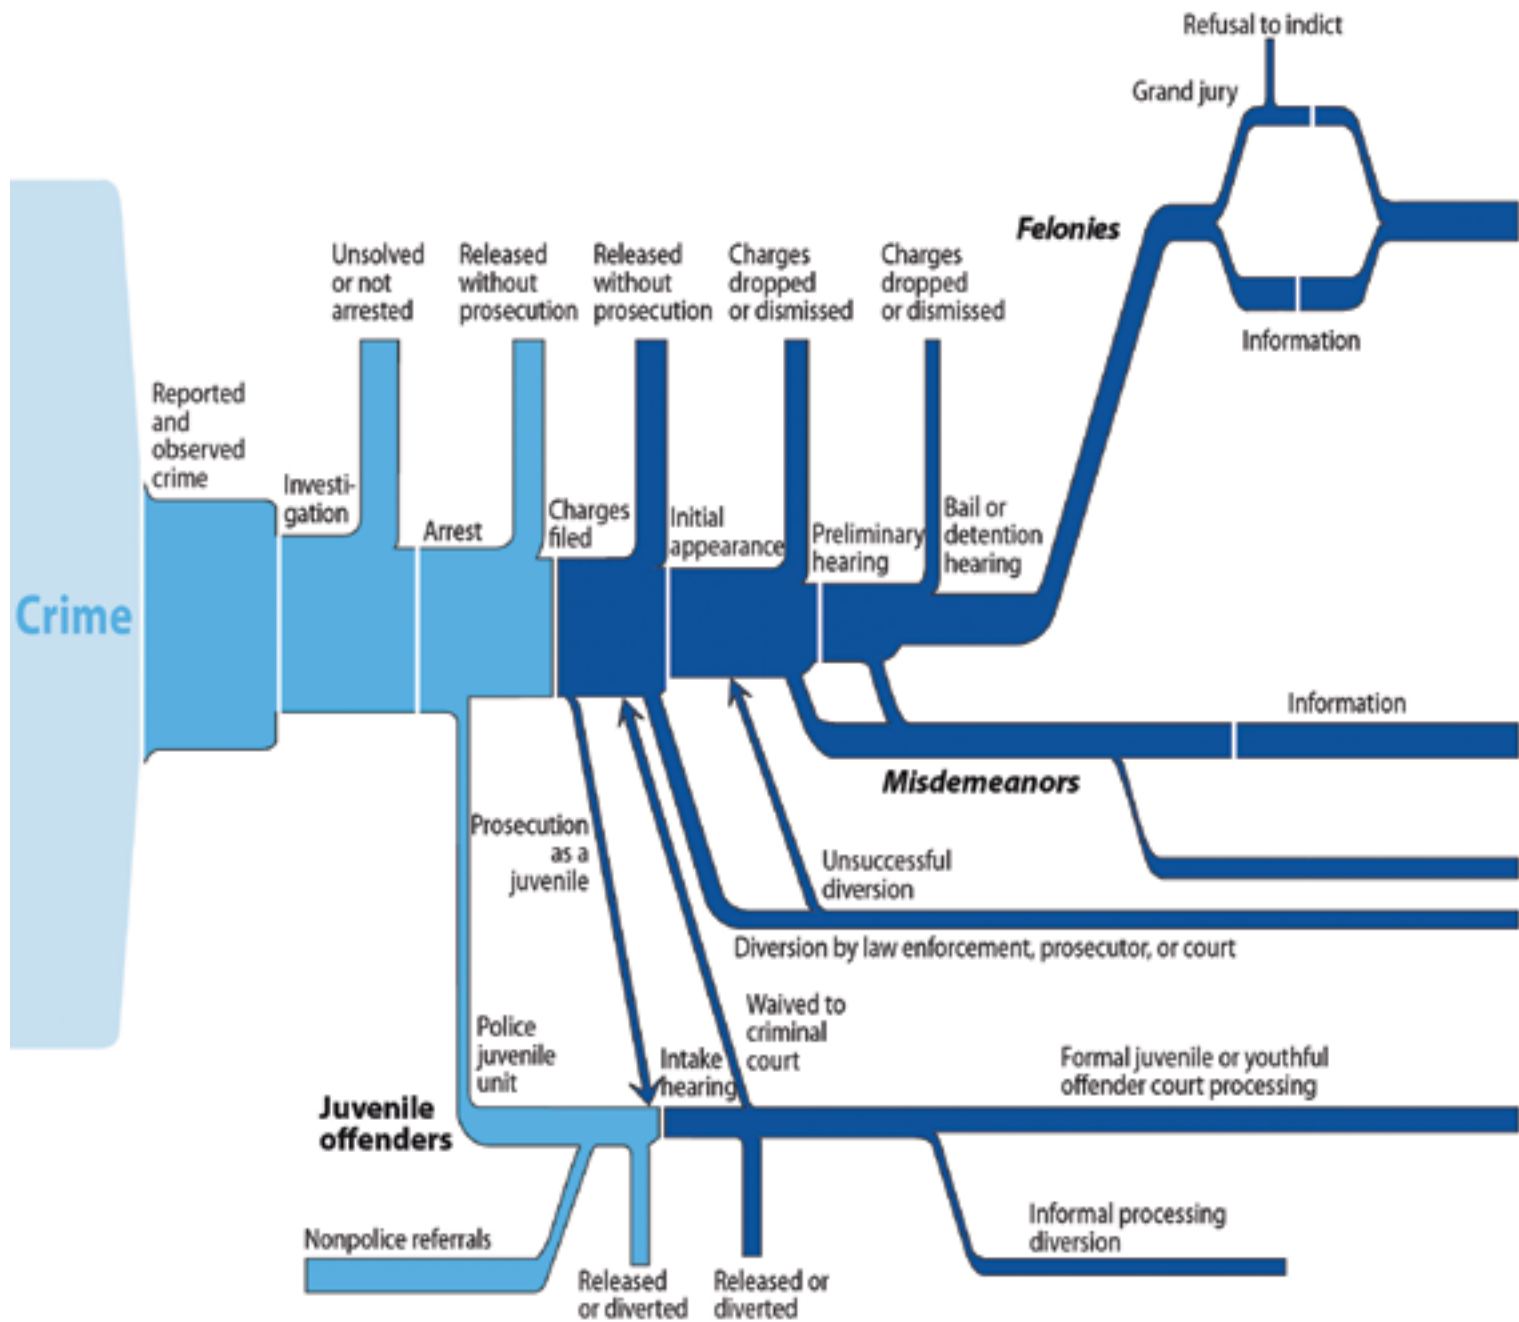 Refusal to indict
Grand jury
Felonies
Information
Unsolved
or not
arrested
Released
without
prosecution
Released
without
prosecution
Charges
dropped
or dismissed
Charges
dropped
or dismissed
Reported
and
observed
crime
Investi-
gation
Arrest
Charges
filed
Initial
appearance
Preliminary
hearing
Bail or
detention
hearing
Crime
Information
Misdemeanors
Prosecution
as a
juvenile
Unsuccessful
diversion
Diversion by law enforcement, prosecutor, or court
Waived to
criminal
court
Police
juvenile
unit
Intake
hearing
Formal juvenile or youthful
offender court processing
Juvenile
offenders
Nonpolice referrals
Released
or diverted
Released or
diverted
Informal processing
diversion